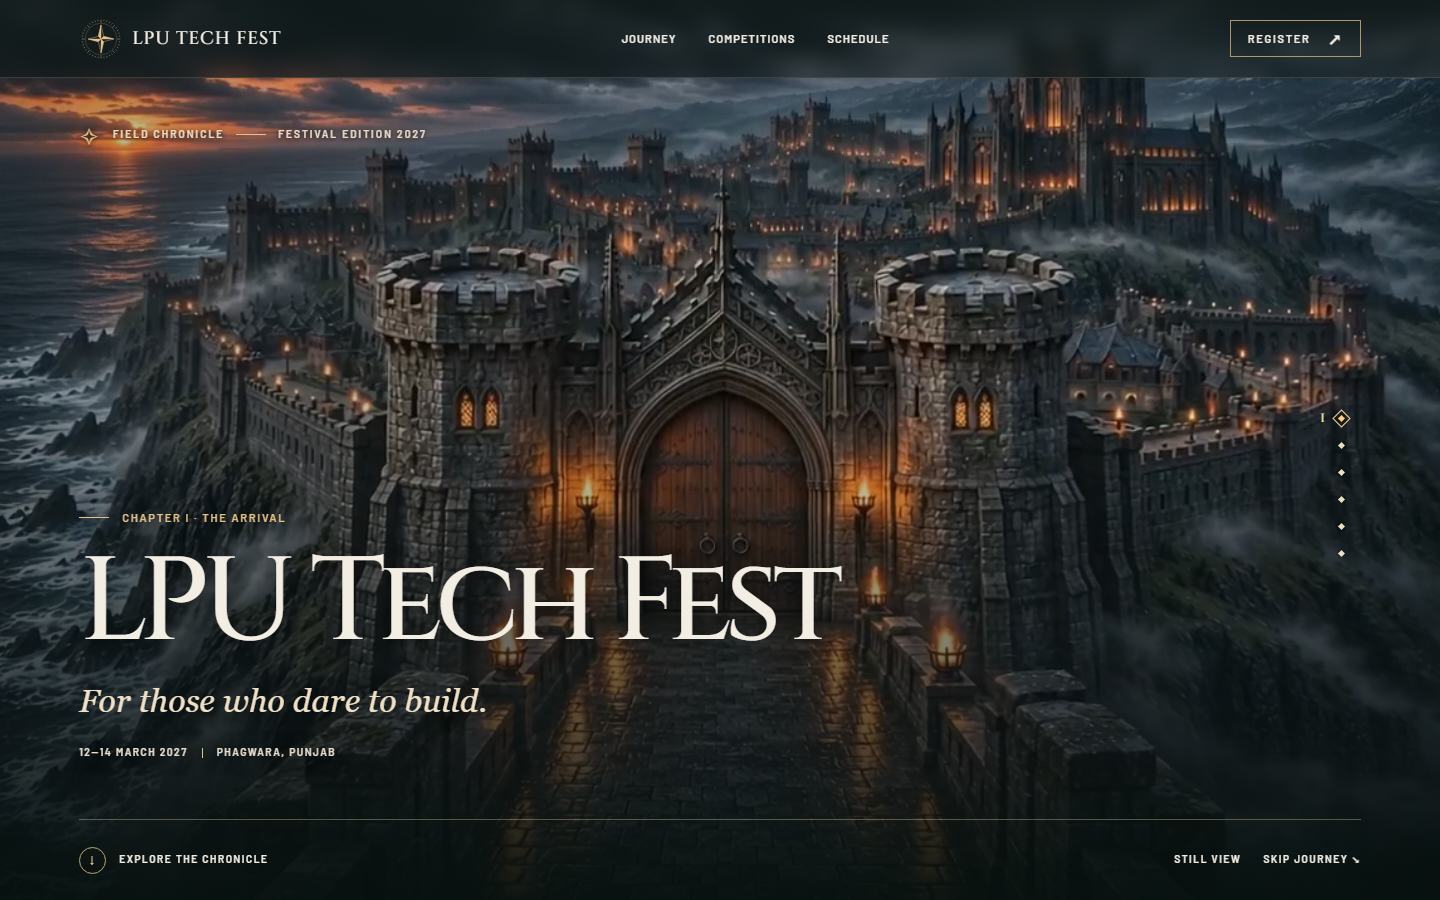 LPU TECH FEST
JOURNEY COMPETITIONS SCHEDULE
REGISTER ↗
FIELD CHRONICLE FESTIVAL EDITION 2027
I
CHAPTER I · THE ARRIVAL
LPU TECH FEST
For those who dare to build.
12–14 MARCH 2027 | PHAGWARA, PUNJAB
↓ EXPLORE THE CHRONICLE
STILL VIEW SKIP JOURNEY ↘